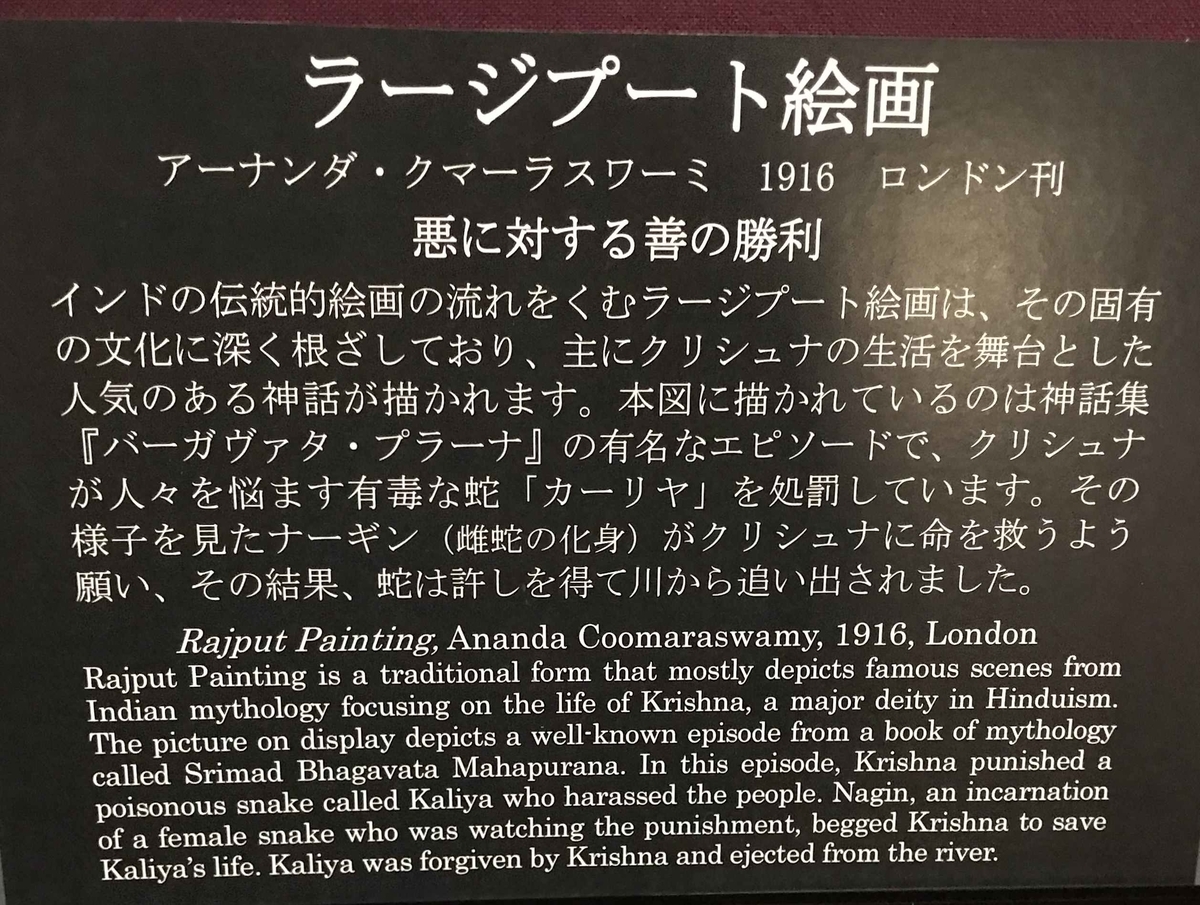 ラージプート絵画
アーナンダ・クマーラスワーミ　1916　ロンドン刊
悪に対する善の勝利
インドの伝統的絵画の流れをくむラージプート絵画は、その固有
の文化に深く根ざしており、主にクリシュナの生活を舞台とした
人気のある神話が描かれます。本図に描かれているのは神話集
『バーガヴァタ・プラーナ』の有名なエピソードで、クリシュナ
が人々を悩ます有毒な蛇「カーリヤ」を処罰しています。その
様子を見たナーギン（雌蛇の化身）がクリシュナに命を救うよう
願い、その結果、蛇は許しを得て川から追い出されました。
Rajput Painting, Ananda Coomaraswamy, 1916, London
Rajput Painting is a traditional form that mostly depicts famous scenes from
Indian mythology focusing on the life of Krishna, a major deity in Hinduism.
The picture on display depicts a well-known episode from a book of mythology
called Srimad Bhagavata Mahapurana. In this episode, Krishna punished a
poisonous snake called Kaliya who harassed the people. Nagin, an incarnation
of a female snake who was watching the punishment, begged Krishna to save
Kaliya's life. Kaliya was forgiven by Krishna and ejected from the river.